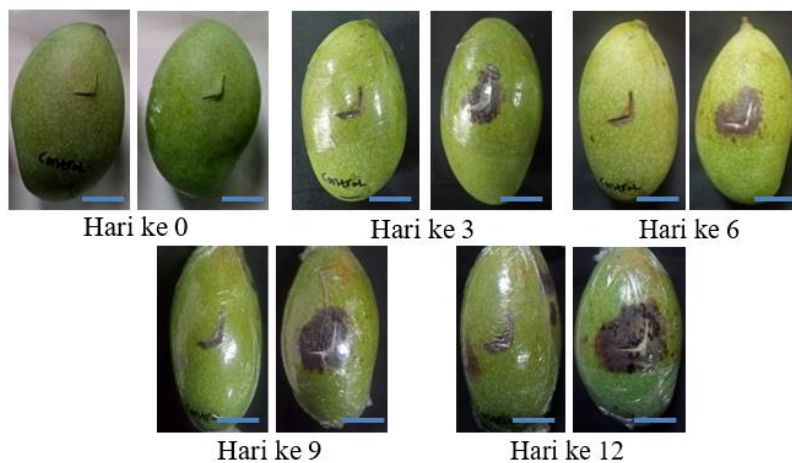 Control
Hari ke 0
Control
Hari ke 3
Control
Hari ke 6
Hari ke 9
Hari ke 12